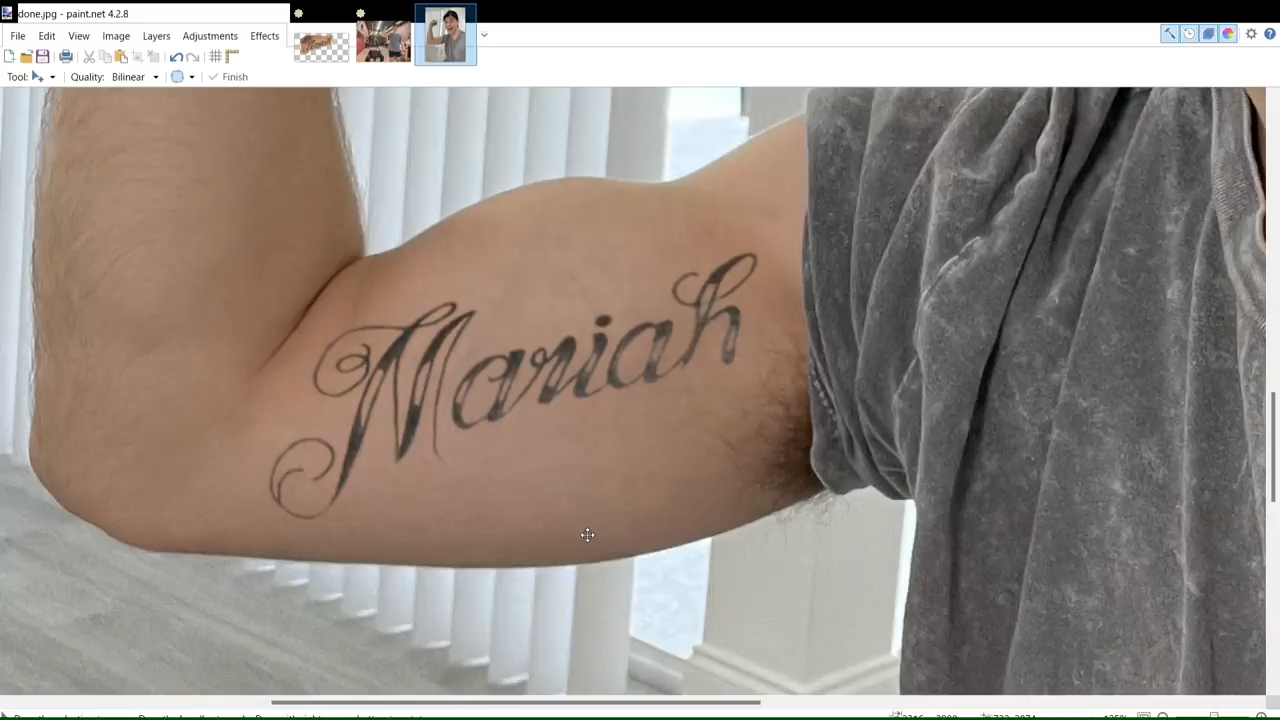 done.jpg - paint.net 4.2.8
File Edit View Image Layers Adjustments Effects
Tool: Quality: Bilinear Finish
Mariah